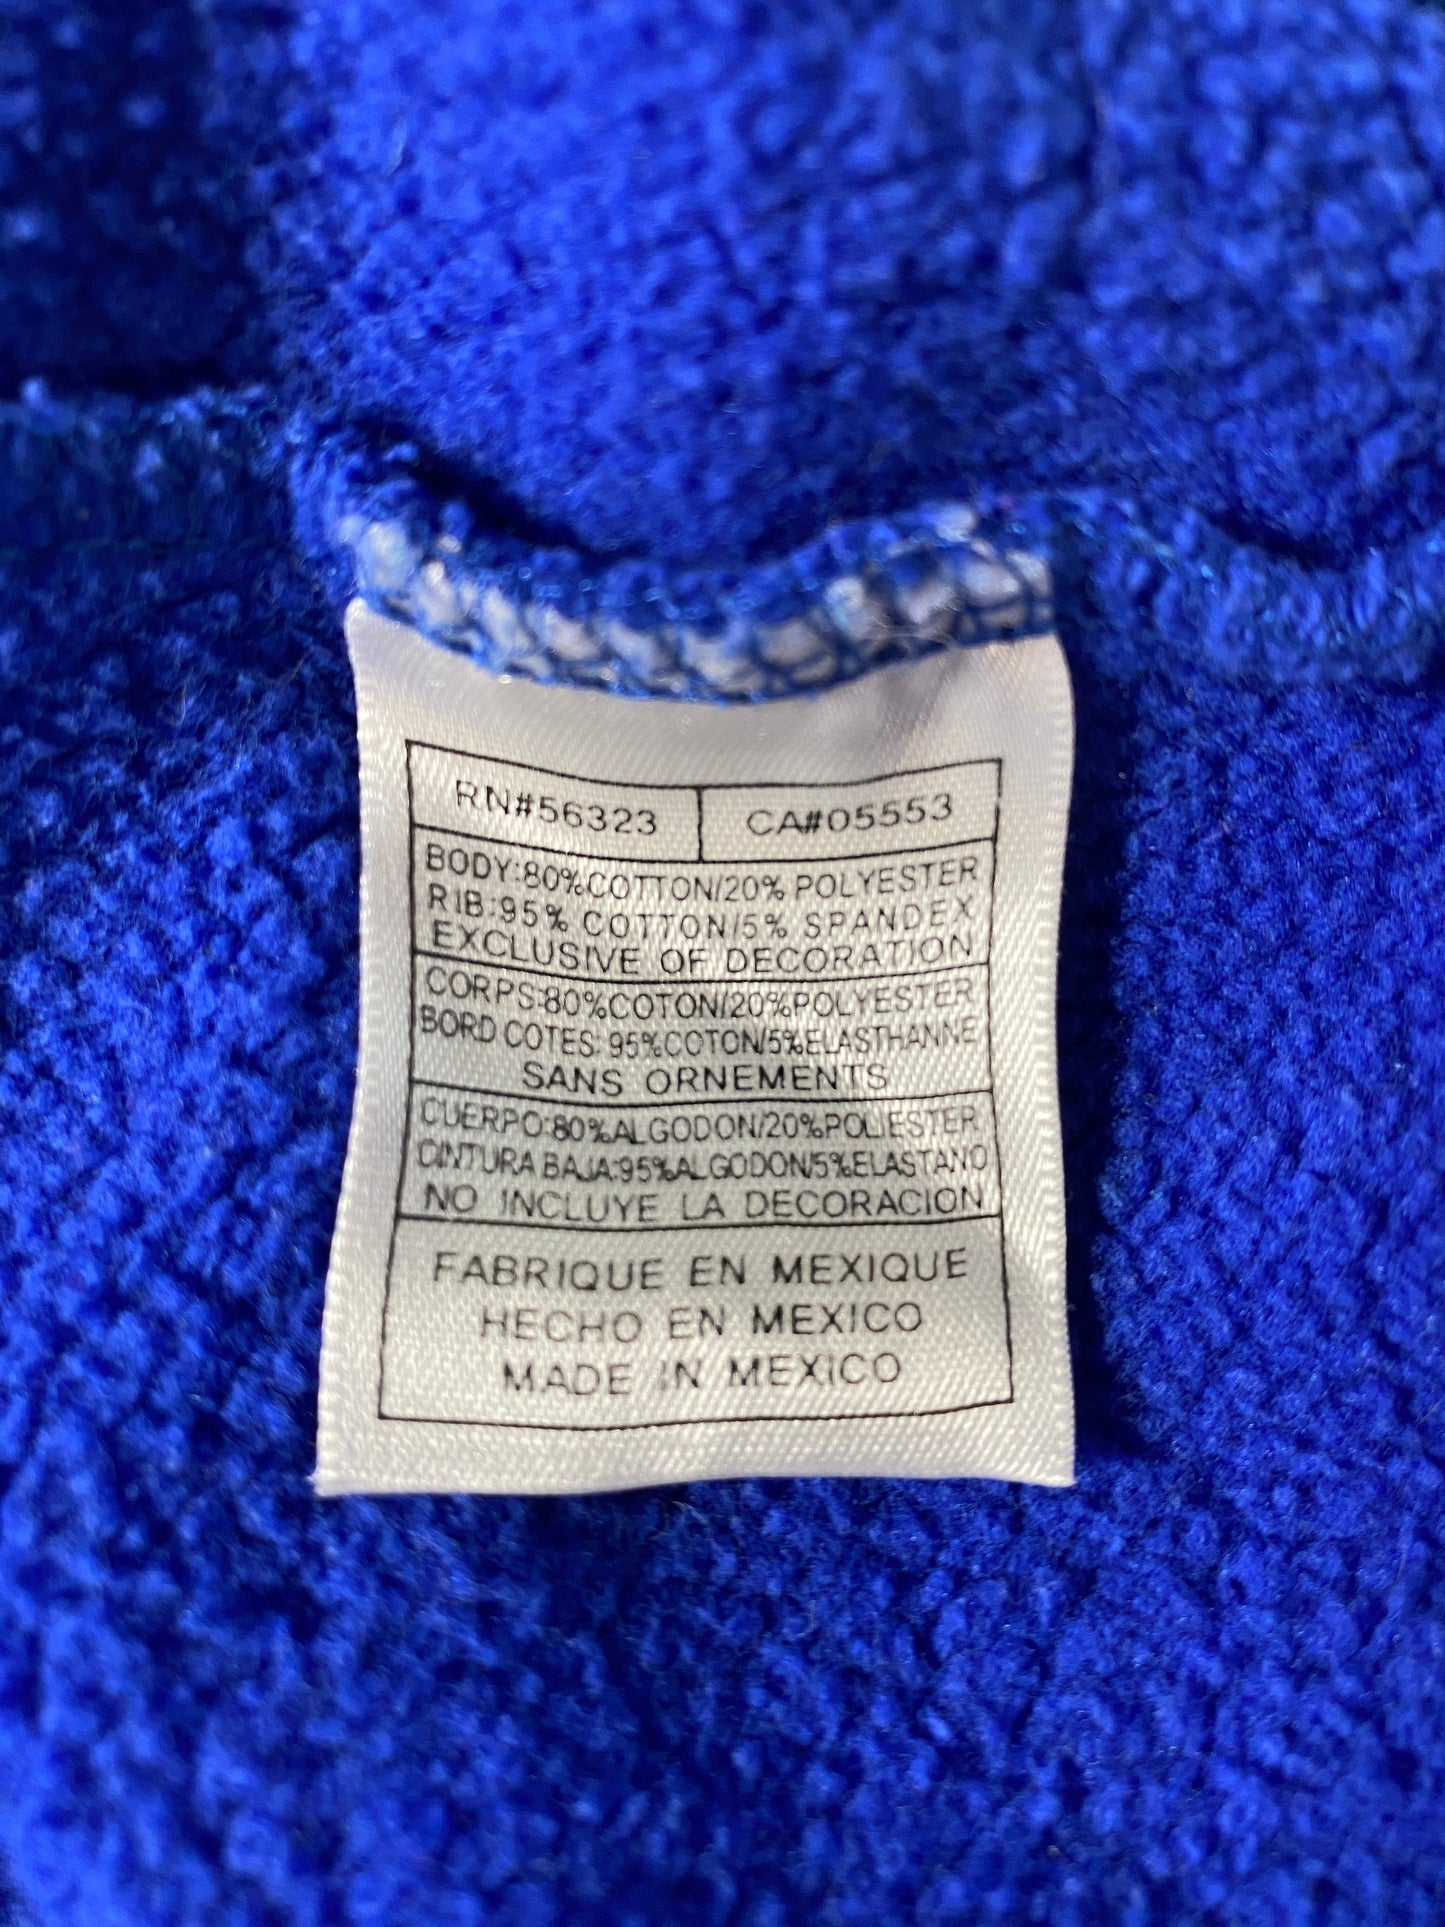 RN#56323 CA#05553
BODY:80%COTTON/20% POLYESTER
RIB:95% COTTON/5% SPANDEX
EXCLUSIVE OF DECORATION
CORPS:80%COTON/20%POLYESTER
BORD COTES: 95%COTON/5%ELASTHANNE
SANS ORNEMENTS
CUERPO:80%ALGODON/20%POLIESTER
CINTURA BAJA:95%ALGODON/5%ELASTANO
NO INCLUYE LA DECORACION
FABRIQUE EN MEXIQUE
HECHO EN MEXICO
MADE IN MEXICO